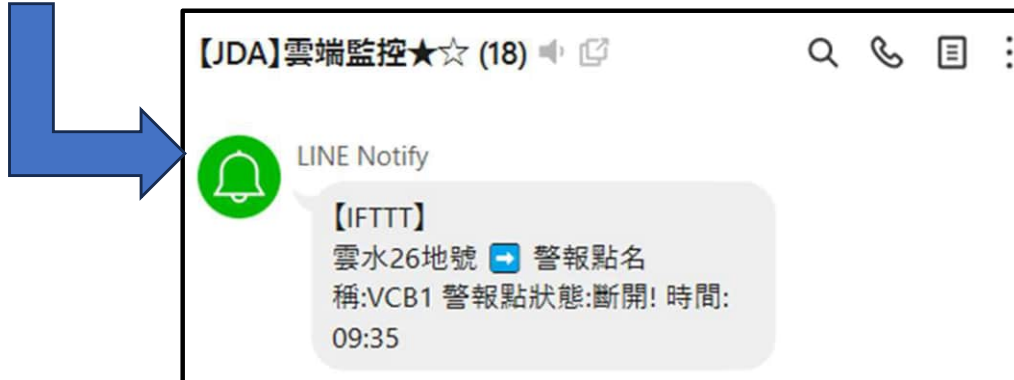 【JDA】雲端監控★☆ (18)
LINE Notify
【IFTTT】
雲水26地號 ➡ 警報點名
稱:VCB1 警報點狀態:斷開! 時間:
09:35